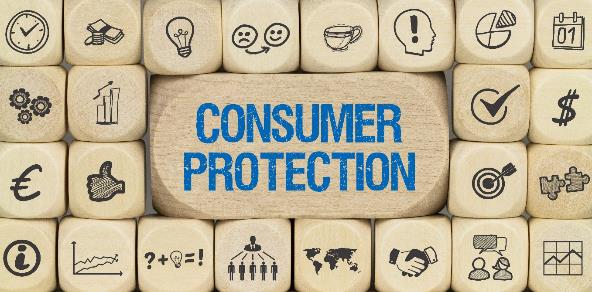 !
01
CONSUMER
$
PROTECTION
€
i
?+ =!